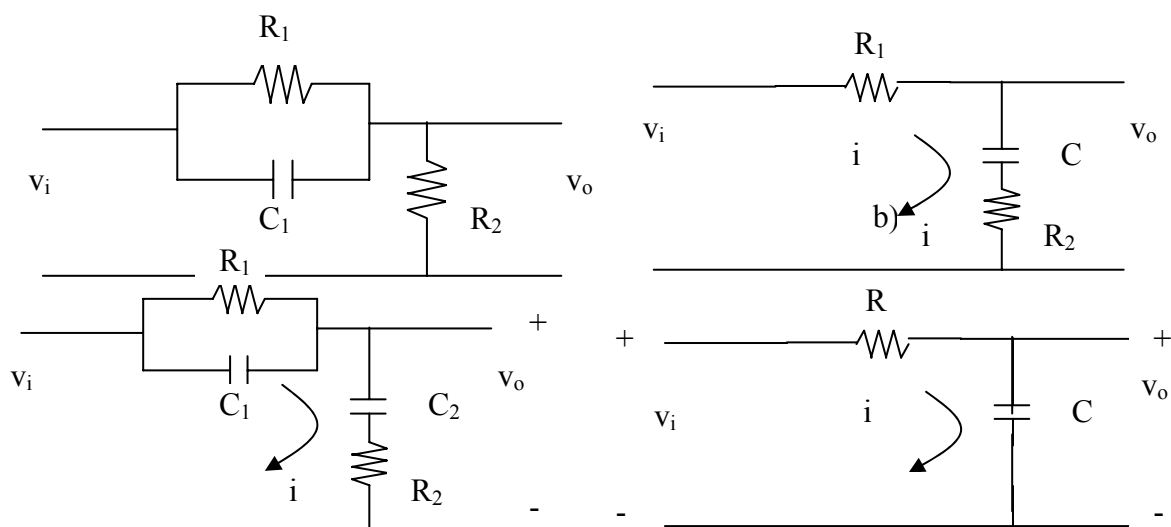 R₁
vᵢ
C₁
R₂
vₒ
R₁
vᵢ
i
C
vₒ
b)
i
R₂
R₁
vᵢ
C₁
i
C₂
R₂
+
vₒ
-
R
+
vᵢ
-
i
C
+
vₒ
-